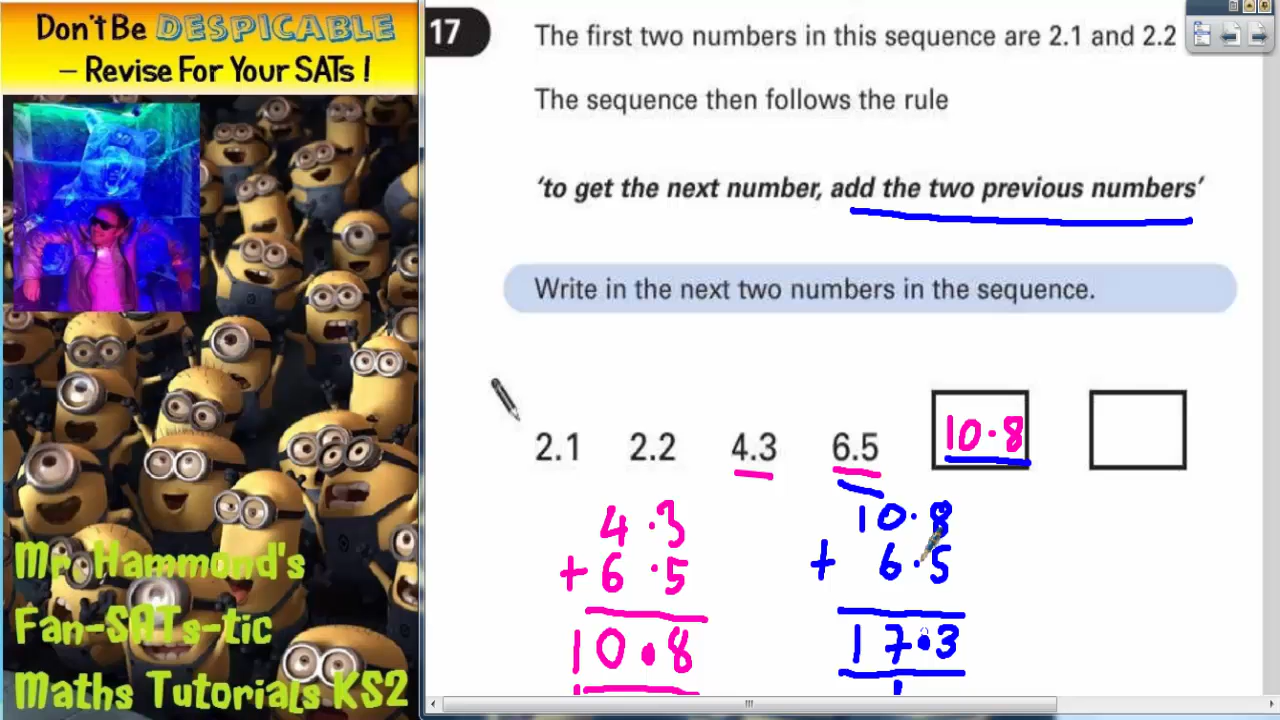 Don't Be DESPICABLE
– Revise For Your SATs !
Mr. Hammond's
Fan-SATs-tic
Maths Tutorials KS2
17
The first two numbers in this sequence are 2.1 and 2.2
The sequence then follows the rule
‘to get the next number, add the two previous numbers’
Write in the next two numbers in the sequence.
2.1 2.2 4.3 6.5 10.8
4.3
+ 6.5
10.8
1
10.8
+ 6.5
17.3
1